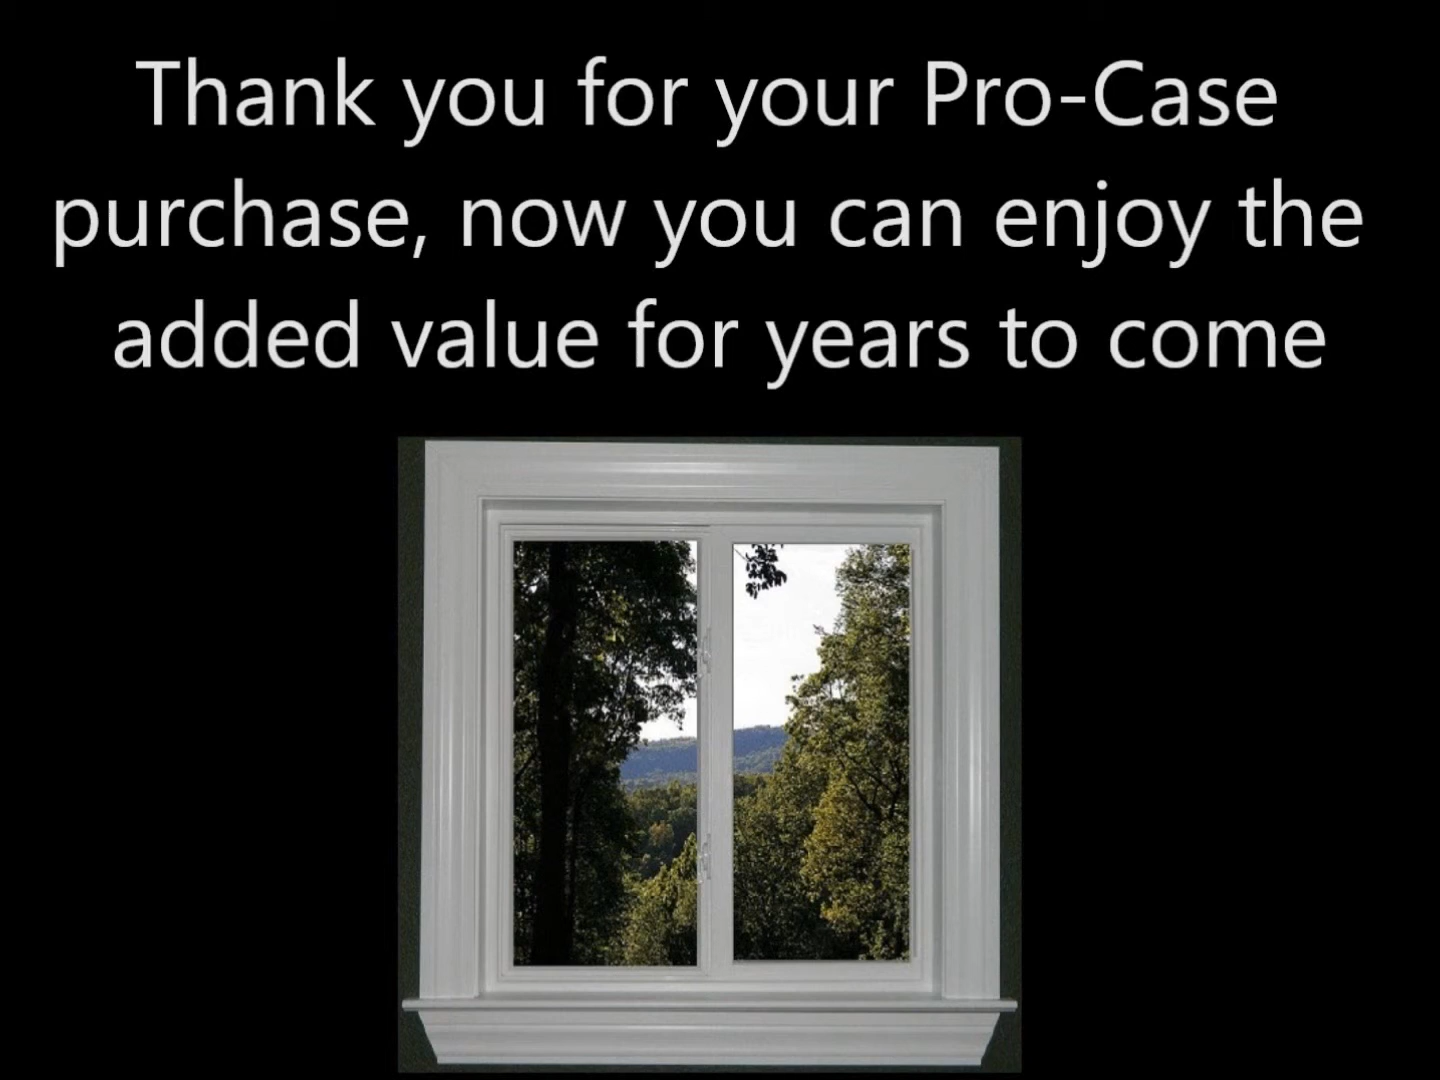 Thank you for your Pro-Case
purchase, now you can enjoy the
added value for years to come